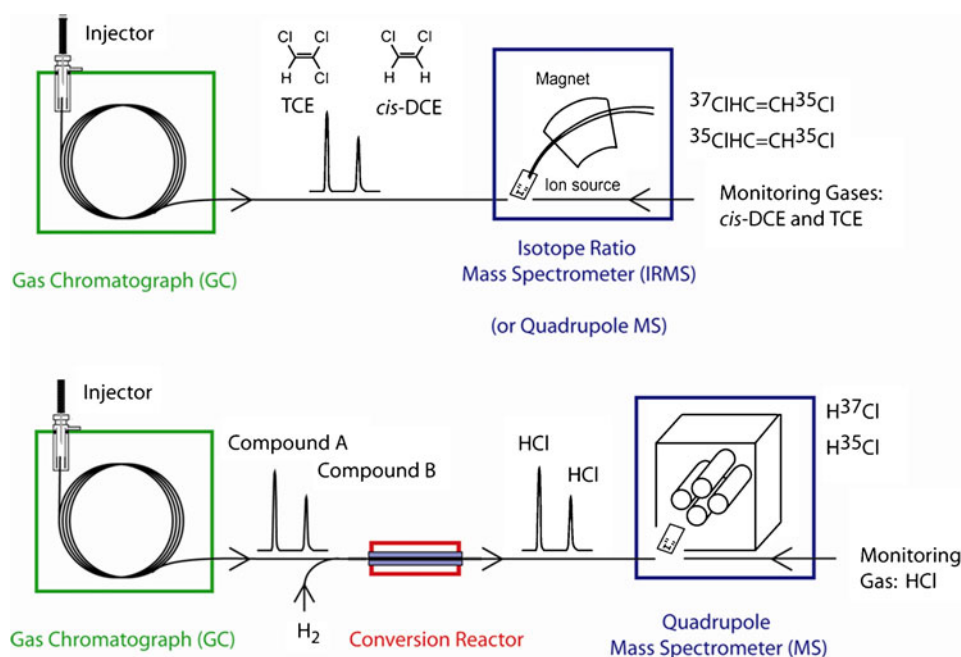 Injector
Cl
Cl
H
Cl
TCE
Cl
Cl
H
H
cis-DCE
Magnet
Ion source
³⁷ClHC=CH³⁵Cl
³⁵ClHC=CH³⁵Cl
Monitoring Gases:
cis-DCE and TCE
Gas Chromatograph (GC)
Isotope Ratio
Mass Spectrometer (IRMS)
(or Quadrupole MS)
Injector
Compound A
Compound B
HCl
HCl
H³⁷Cl
H³⁵Cl
Monitoring
Gas: HCl
H₂
Gas Chromatograph (GC)
Conversion Reactor
Quadrupole
Mass Spectrometer (MS)